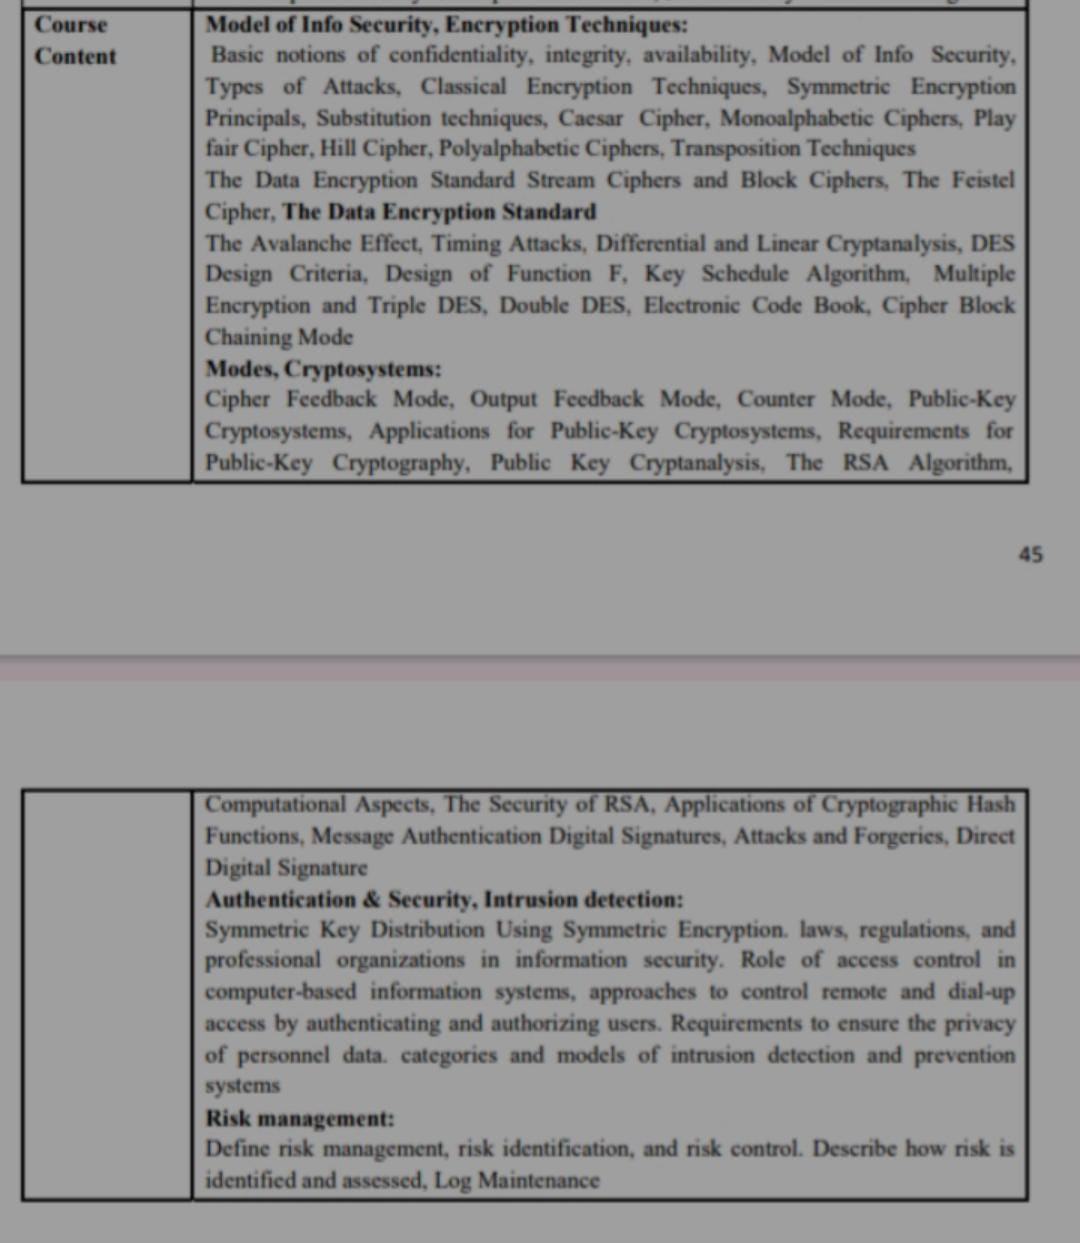 Course
Content
Model of Info Security, Encryption Techniques:
Basic notions of confidentiality, integrity, availability, Model of Info Security,
Types of Attacks, Classical Encryption Techniques, Symmetric Encryption
Principals, Substitution techniques, Caesar Cipher, Monoalphabetic Ciphers, Play
fair Cipher, Hill Cipher, Polyalphabetic Ciphers, Transposition Techniques
The Data Encryption Standard Stream Ciphers and Block Ciphers, The Feistel
Cipher, The Data Encryption Standard
The Avalanche Effect, Timing Attacks, Differential and Linear Cryptanalysis, DES
Design Criteria, Design of Function F, Key Schedule Algorithm, Multiple
Encryption and Triple DES, Double DES, Electronic Code Book, Cipher Block
Chaining Mode
Modes, Cryptosystems:
Cipher Feedback Mode, Output Feedback Mode, Counter Mode, Public-Key
Cryptosystems, Applications for Public-Key Cryptosystems, Requirements for
Public-Key Cryptography, Public Key Cryptanalysis, The RSA Algorithm,
45
Computational Aspects, The Security of RSA, Applications of Cryptographic Hash
Functions, Message Authentication Digital Signatures, Attacks and Forgeries, Direct
Digital Signature
Authentication & Security, Intrusion detection:
Symmetric Key Distribution Using Symmetric Encryption. laws, regulations, and
professional organizations in information security. Role of access control in
computer-based information systems, approaches to control remote and dial-up
access by authenticating and authorizing users. Requirements to ensure the privacy
of personnel data. categories and models of intrusion detection and prevention
systems
Risk management:
Define risk management, risk identification, and risk control. Describe how risk is
identified and assessed, Log Maintenance